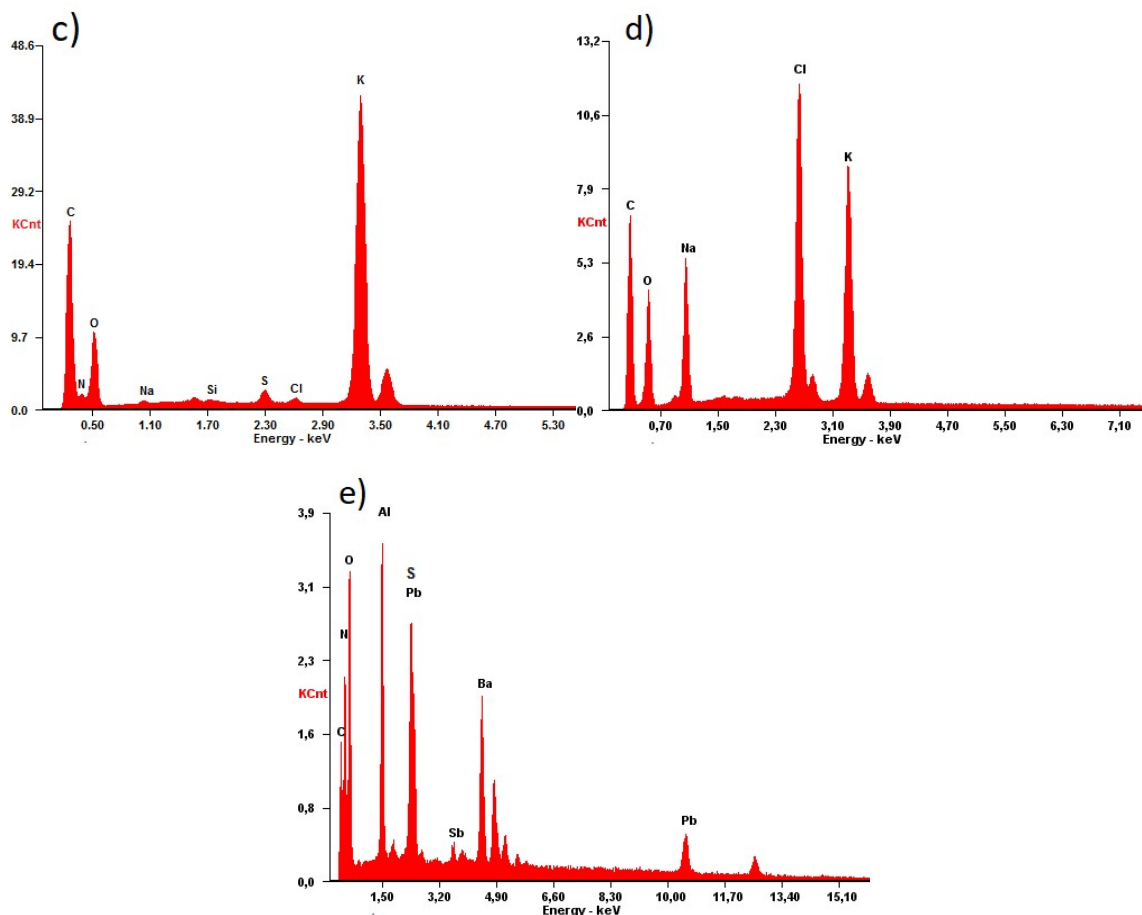 c)
48.6
38.9
29.2
KCnt
19.4
9.7
0.0
K
C
O
N
Na
Si
S
Cl
0.50 1.10 1.70 2.30 2.90 3.50 4.10 4.70 5.30
Energy - keV
d)
13,2
10,6
7,9
KCnt
5,3
2,6
0,0
Cl
K
C
Na
O
0,70 1,50 2,30 3,10 3,90 4,70 5,50 6,30 7,10
Energy - keV
e)
3,9
3,1
2,3
KCnt
1,6
0,8
0,0
Al
O
S
Pb
N
Ba
C
Sb
Pb
1,50 3,20 4,90 6,60 8,30 10,00 11,70 13,40 15,10
Energy - keV